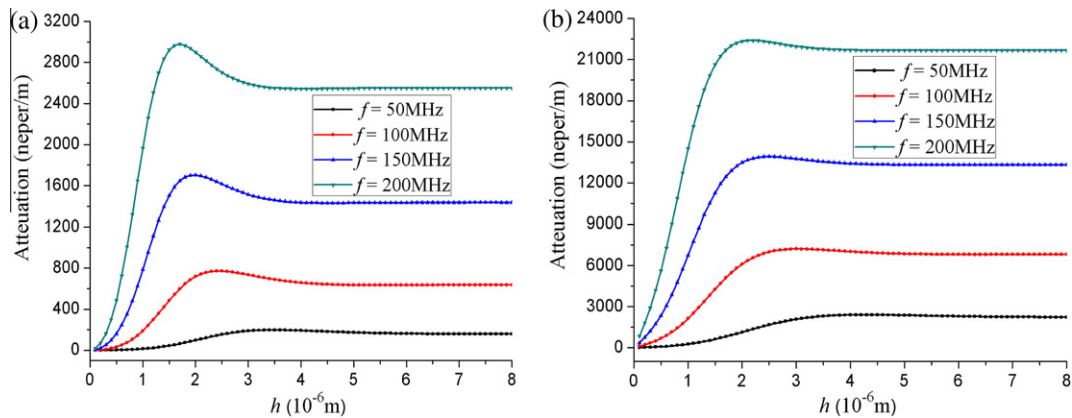 (a)
3200
2800
2400
2000
1600
1200
800
400
0
Atteuation (neper/m)
f = 50MHz
f = 100MHz
f = 150MHz
f = 200MHz
0 1 2 3 4 5 6 7 8
h (10⁻⁶m)
(b)
24000
21000
18000
15000
12000
9000
6000
3000
0
Atteuation (neper/m)
f = 50MHz
f = 100MHz
f = 150MHz
f = 200MHz
0 1 2 3 4 5 6 7 8
h (10⁻⁶m)